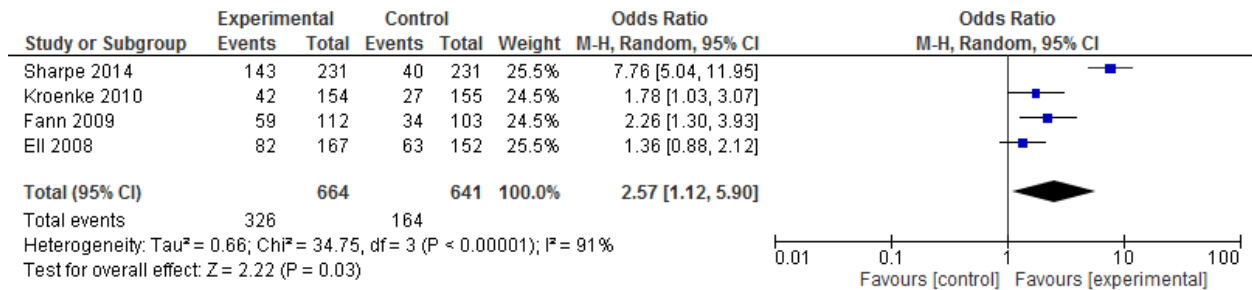 Experimental Control Odds Ratio Odds Ratio
Study or Subgroup Events Total Events Total Weight M-H, Random, 95% CI M-H, Random, 95% CI
Sharpe 2014 143 231 40 231 25.5% 7.76 [5.04, 11.95]
Kroenke 2010 42 154 27 155 24.5% 1.78 [1.03, 3.07]
Fann 2009 59 112 34 103 24.5% 2.26 [1.30, 3.93]
Ell 2008 82 167 63 152 25.5% 1.36 [0.88, 2.12]
Total (95% CI) 664 641 100.0% 2.57 [1.12, 5.90]
Total events 326 164
Heterogeneity: Tau² = 0.66; Chi² = 34.75, df = 3 (P < 0.00001); I² = 91%
Test for overall effect: Z = 2.22 (P = 0.03)
0.01 0.1 1 10 100
Favours [control] Favours [experimental]